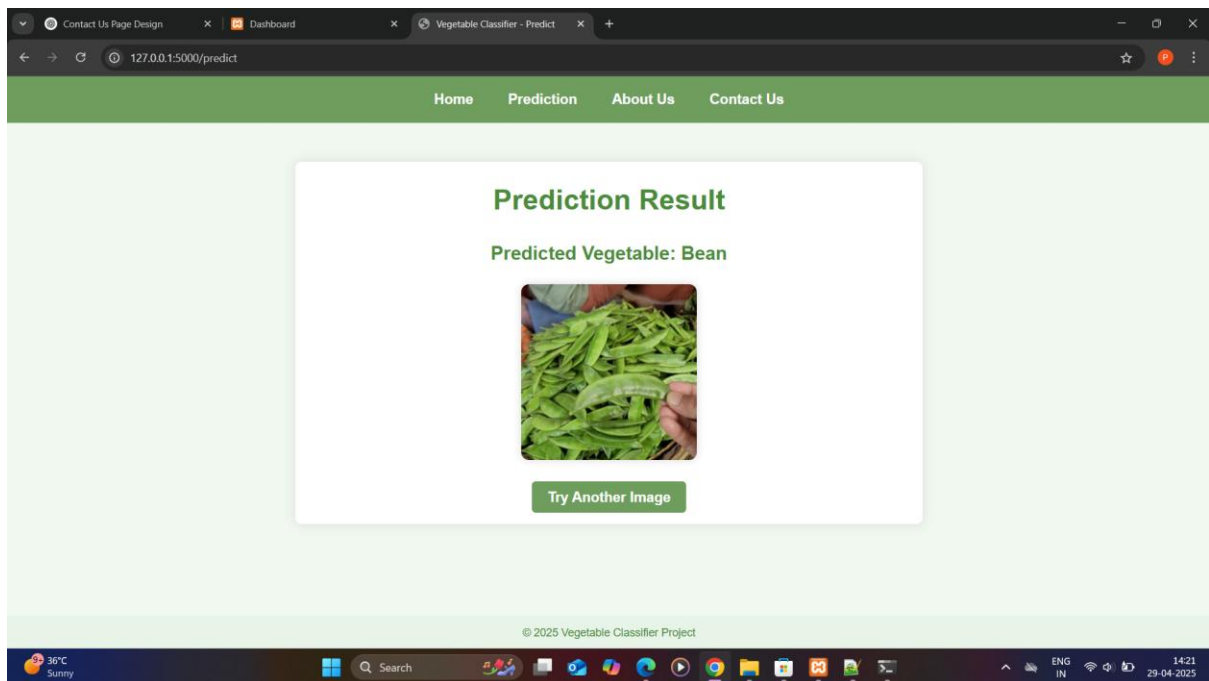 Contact Us Page Design
Dashboard
Vegetable Classifier - Predict
127.0.0.1:5000/predict
P
Home Prediction About Us Contact Us
Prediction Result
Predicted Vegetable: Bean
Try Another Image
© 2025 Vegetable Classifier Project
9+
36°C
Sunny
Search
ENG
IN
14:21
29-04-2025